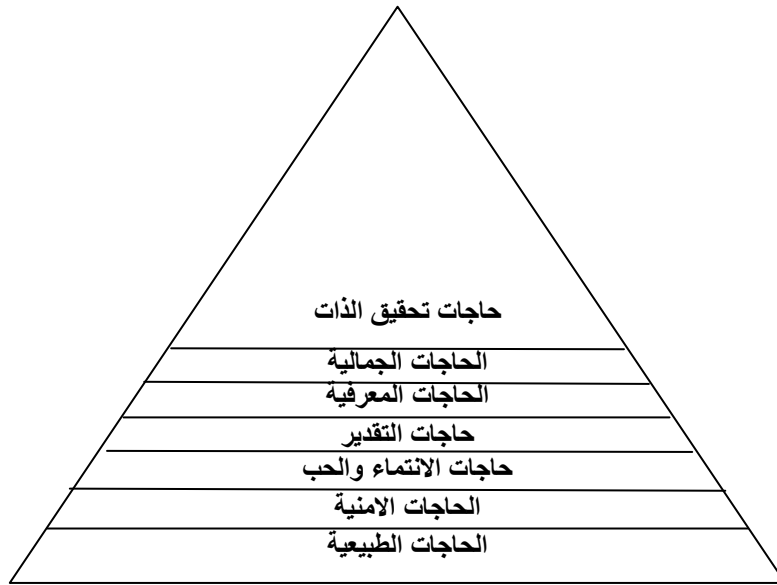 حاجات تحقيق الذات
الحاجات الجمالية
الحاجات المعرفية
حاجات التقدير
حاجات الانتماء والحب
الحاجات الامنية
الحاجات الطبيعية